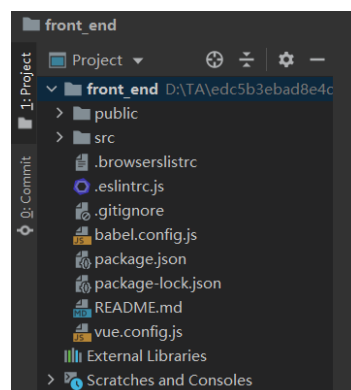 front_end
1: Project
Project
front_end D:\TA\edc5b3ebad8e4c
public
src
.browserslistrc
.eslintrc.js
.gitignore
babel.config.js
package.json
package-lock.json
README.md
vue.config.js
External Libraries
Scratches and Consoles
0: Commit